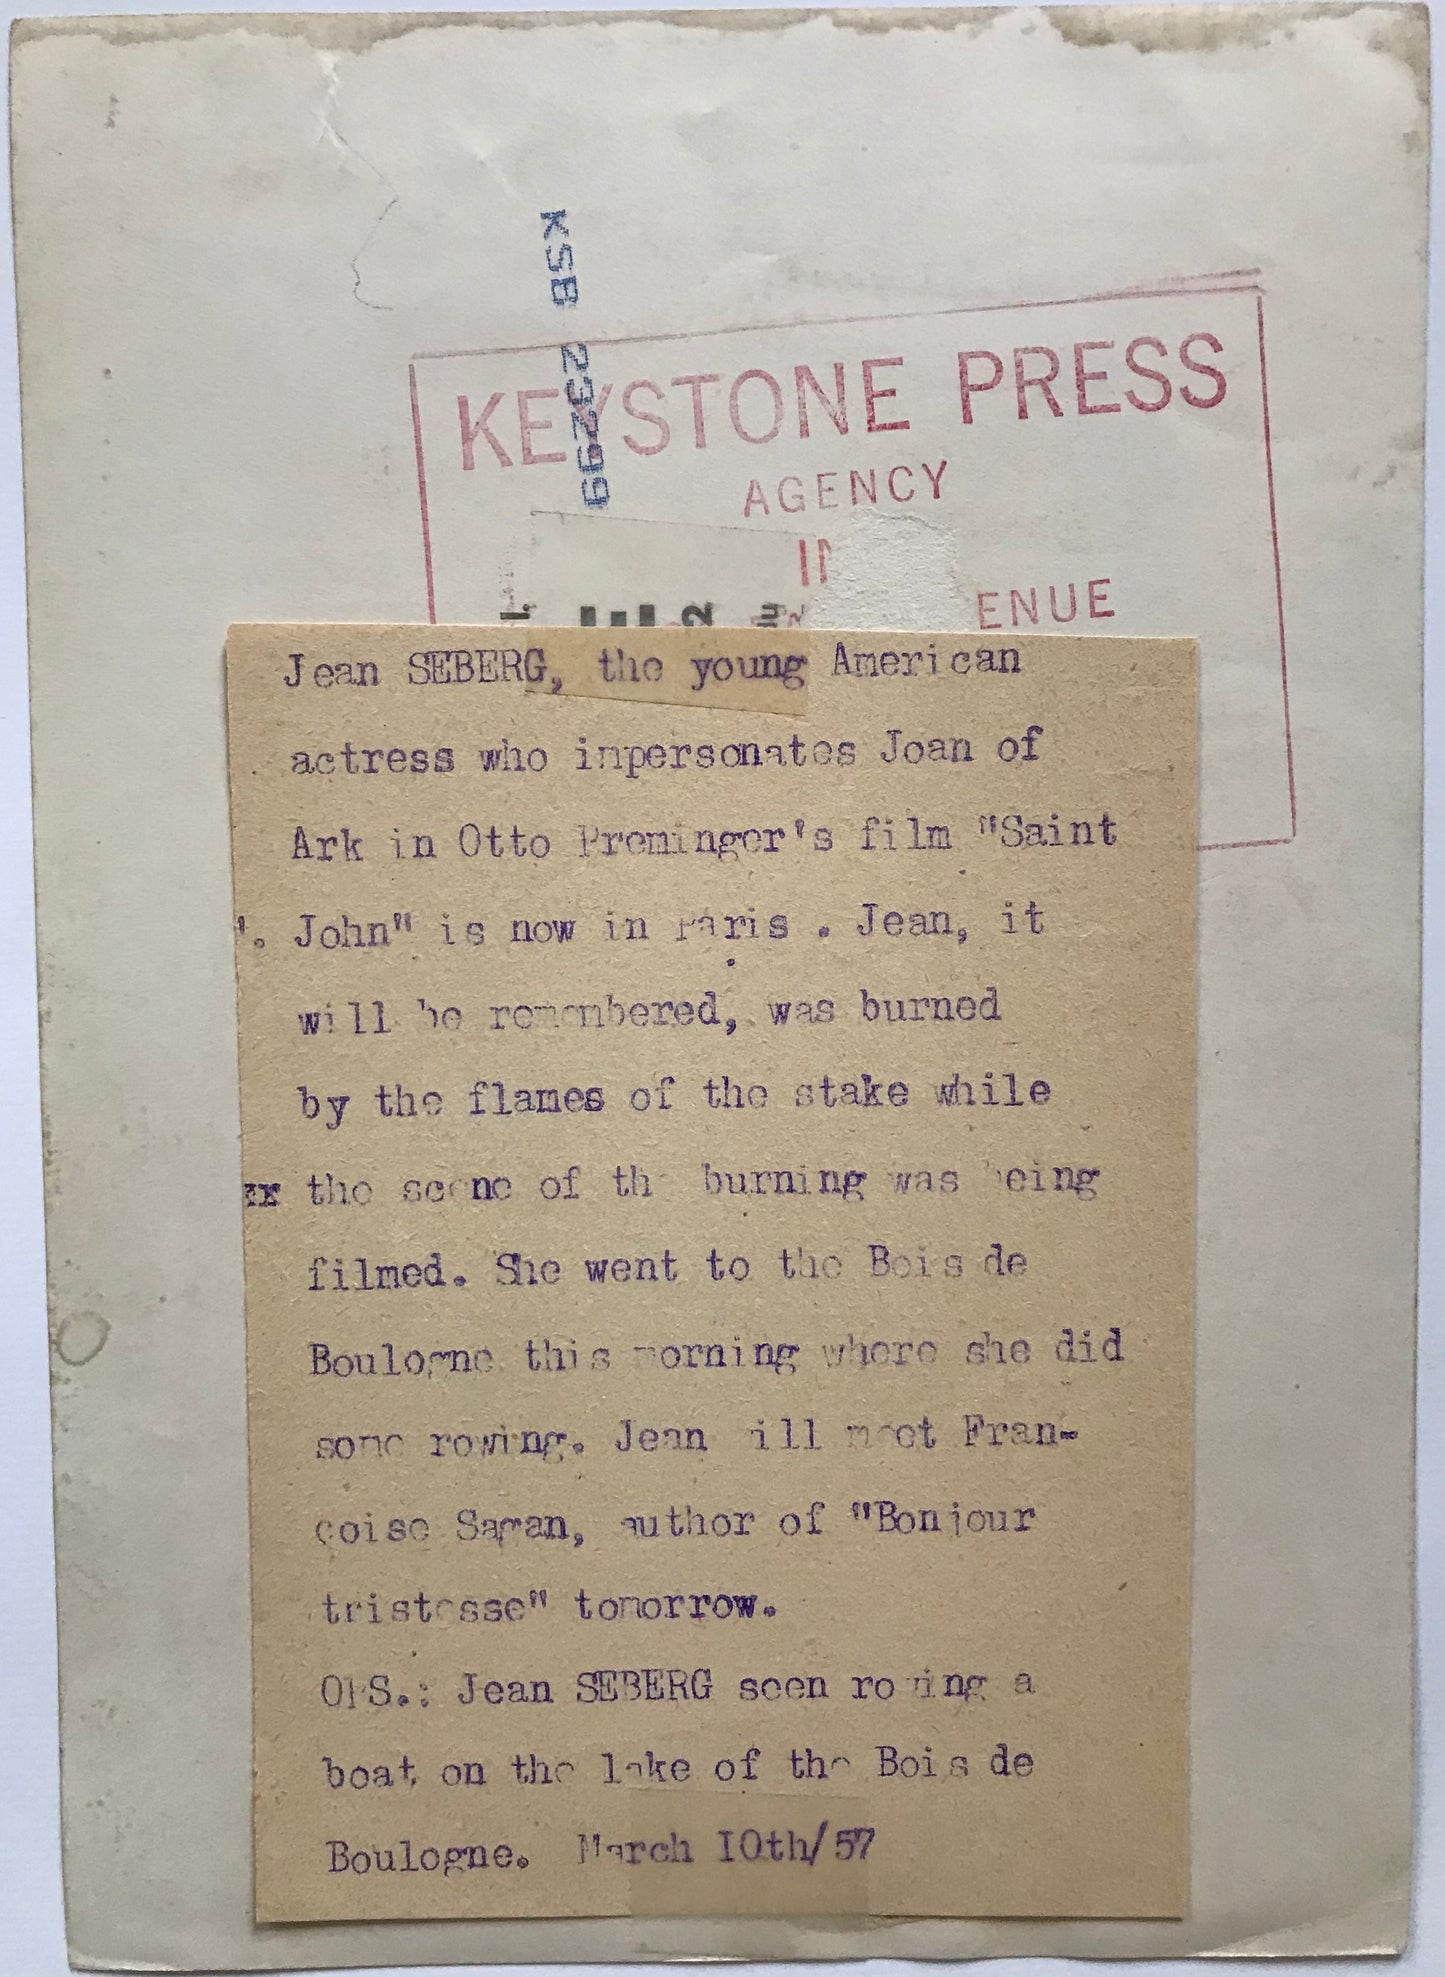 KSB 23299
KEYSTONE PRESS
AGENCY
ENUE
Jean SEBERG, the young American
actress who impersonates Joan of
Ark in Otto Preminger's film "Saint
'. John" is now in Paris . Jean, it
will be remembered, was burned
by the flames of the stake while
xx the scene of the burning was being
filmed. She went to the Bois de
Boulogne this morning where she did
some rowing. Jean will meet Fran-
çoise Sagan, author of "Bonjour
tristesse" tomorrow.
OPS.: Jean SEBERG seen rowing a
boat on the lake of the Bois de
Boulogne. March IOth/57